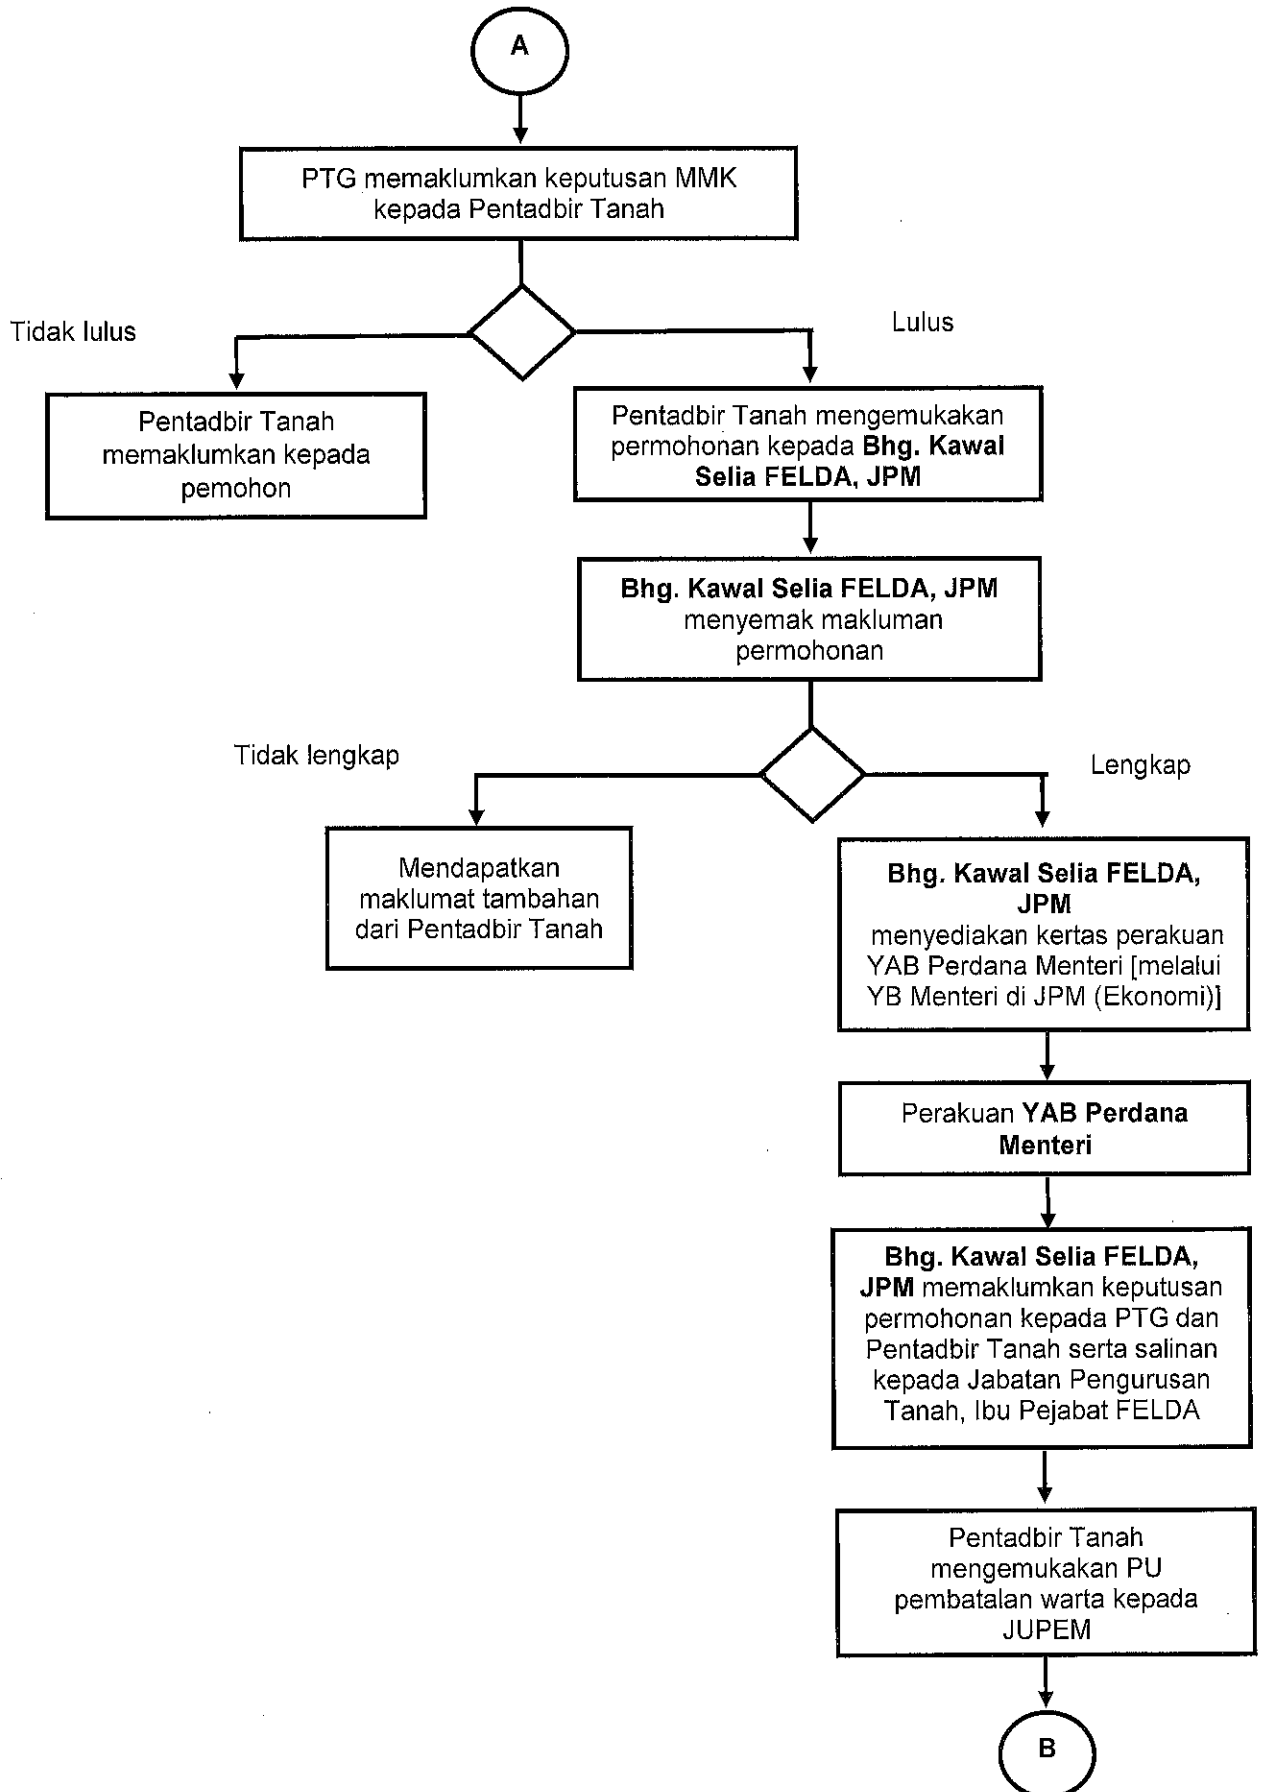 A
PTG memaklumkan keputusan MMK
kepada Pentadbir Tanah
Tidak lulus
Lulus
Pentadbir Tanah
memaklumkan kepada
pemohon
Pentadbir Tanah mengemukakan
permohonan kepada Bhg. Kawal
Selia FELDA, JPM
Bhg. Kawal Selia FELDA, JPM
menyemak makluman
permohonan
Tidak lengkap
Lengkap
Mendapatkan
maklumat tambahan
dari Pentadbir Tanah
Bhg. Kawal Selia FELDA,
JPM
menyediakan kertas perakuan
YAB Perdana Menteri [melalui
YB Menteri di JPM (Ekonomi)]
Perakuan YAB Perdana
Menteri
Bhg. Kawal Selia FELDA,
JPM memaklumkan keputusan
permohonan kepada PTG dan
Pentadbir Tanah serta salinan
kepada Jabatan Pengurusan
Tanah, Ibu Pejabat FELDA
Pentadbir Tanah
mengemukakan PU
pembatalan warta kepada
JUPEM
B